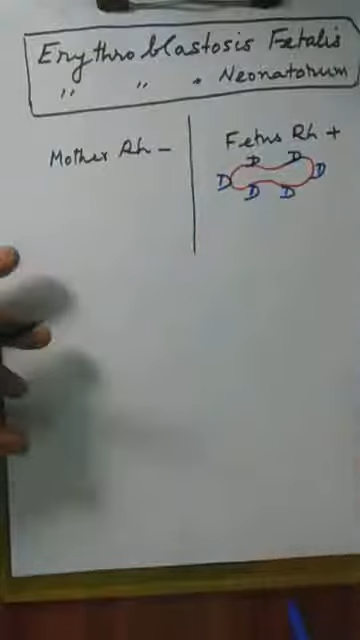 Erythroblastosis Fetalis
" " " Neonatorum
Mother Rh -
Fetus Rh +
D D
D D
D D